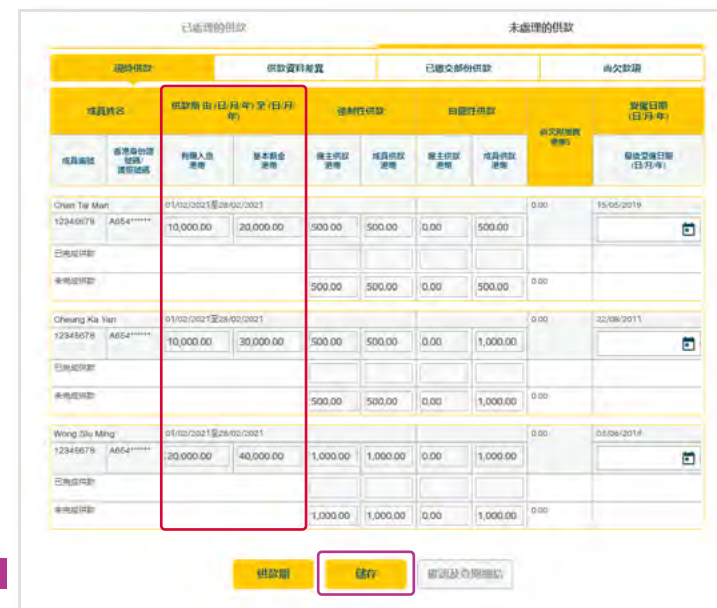 已處理的供款
未處理的供款
現時供款
供款資料差異
已繳交部份供款
尚欠款項
成員姓名
供款期 由 (日/月/年) 至 (日/月/年)
強制性供款
自願性供款
尚欠附加費 港幣$
受僱日期 (日/月/年)
成員編號
香港身份證號碼/護照號碼
有關入息 港幣
基本薪金 港幣
僱主供款 港幣
成員供款 港幣
僱主供款 港幣
成員供款 港幣
最後受僱日期 (日/月/年)
Chan Tai Man 01/02/2021至28/02/2021 0.00 15/05/2019
12345678 A654****** 10,000.00 20,000.00 500.00 500.00 0.00 500.00
已完成供款
未完成供款 500.00 500.00 0.00 500.00 0.00
Cheung Ka Yan 01/02/2021至28/02/2021 0.00 22/08/2011
12345678 A654****** 10,000.00 30,000.00 500.00 500.00 0.00 1,000.00
已完成供款
未完成供款 500.00 500.00 0.00 1,000.00 0.00
Wong Siu Ming 01/02/2021至28/02/2021 0.00
12345678 A654****** 20,000.00 40,000.00 1,000.00 1,000.00 0.00 1,000.00
已完成供款
未完成供款 1,000.00 1,000.00 0.00 1,000.00 0.00
供款期
儲存
確認及查閱總結